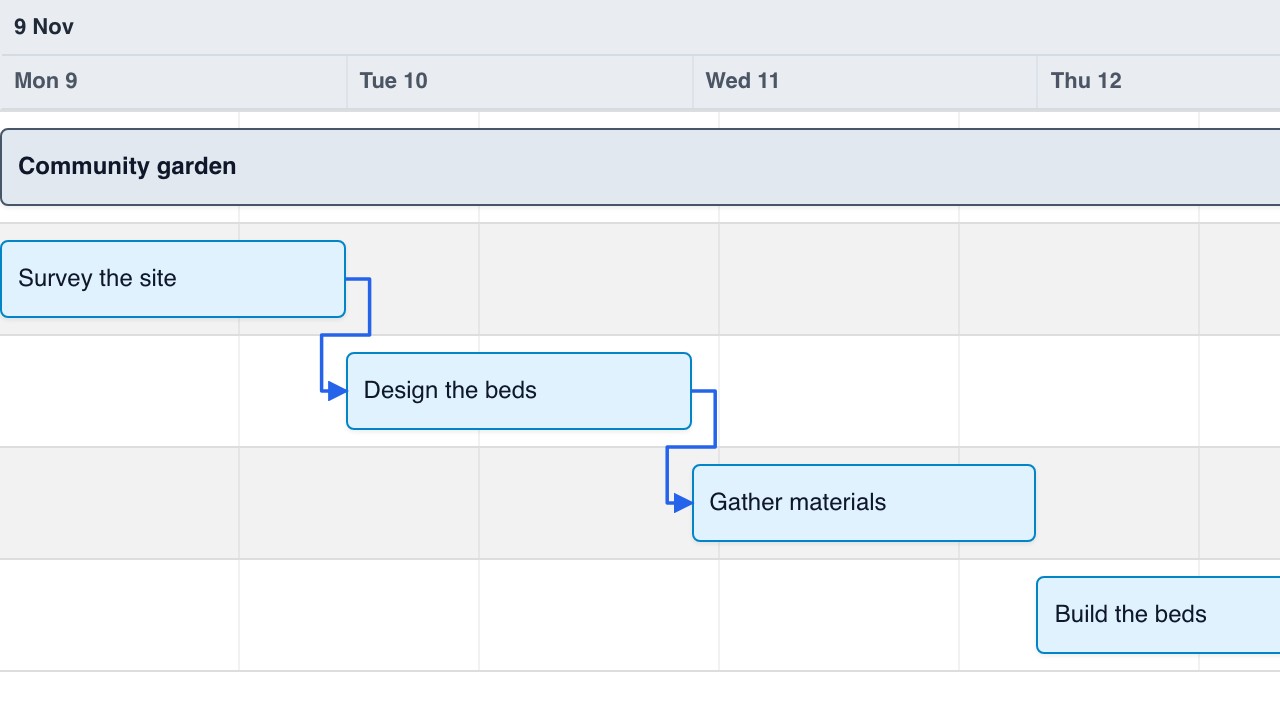 9 Nov
Mon 9
Tue 10
Wed 11
Thu 12
Community garden
Survey the site
Design the beds
Gather materials
Build the beds